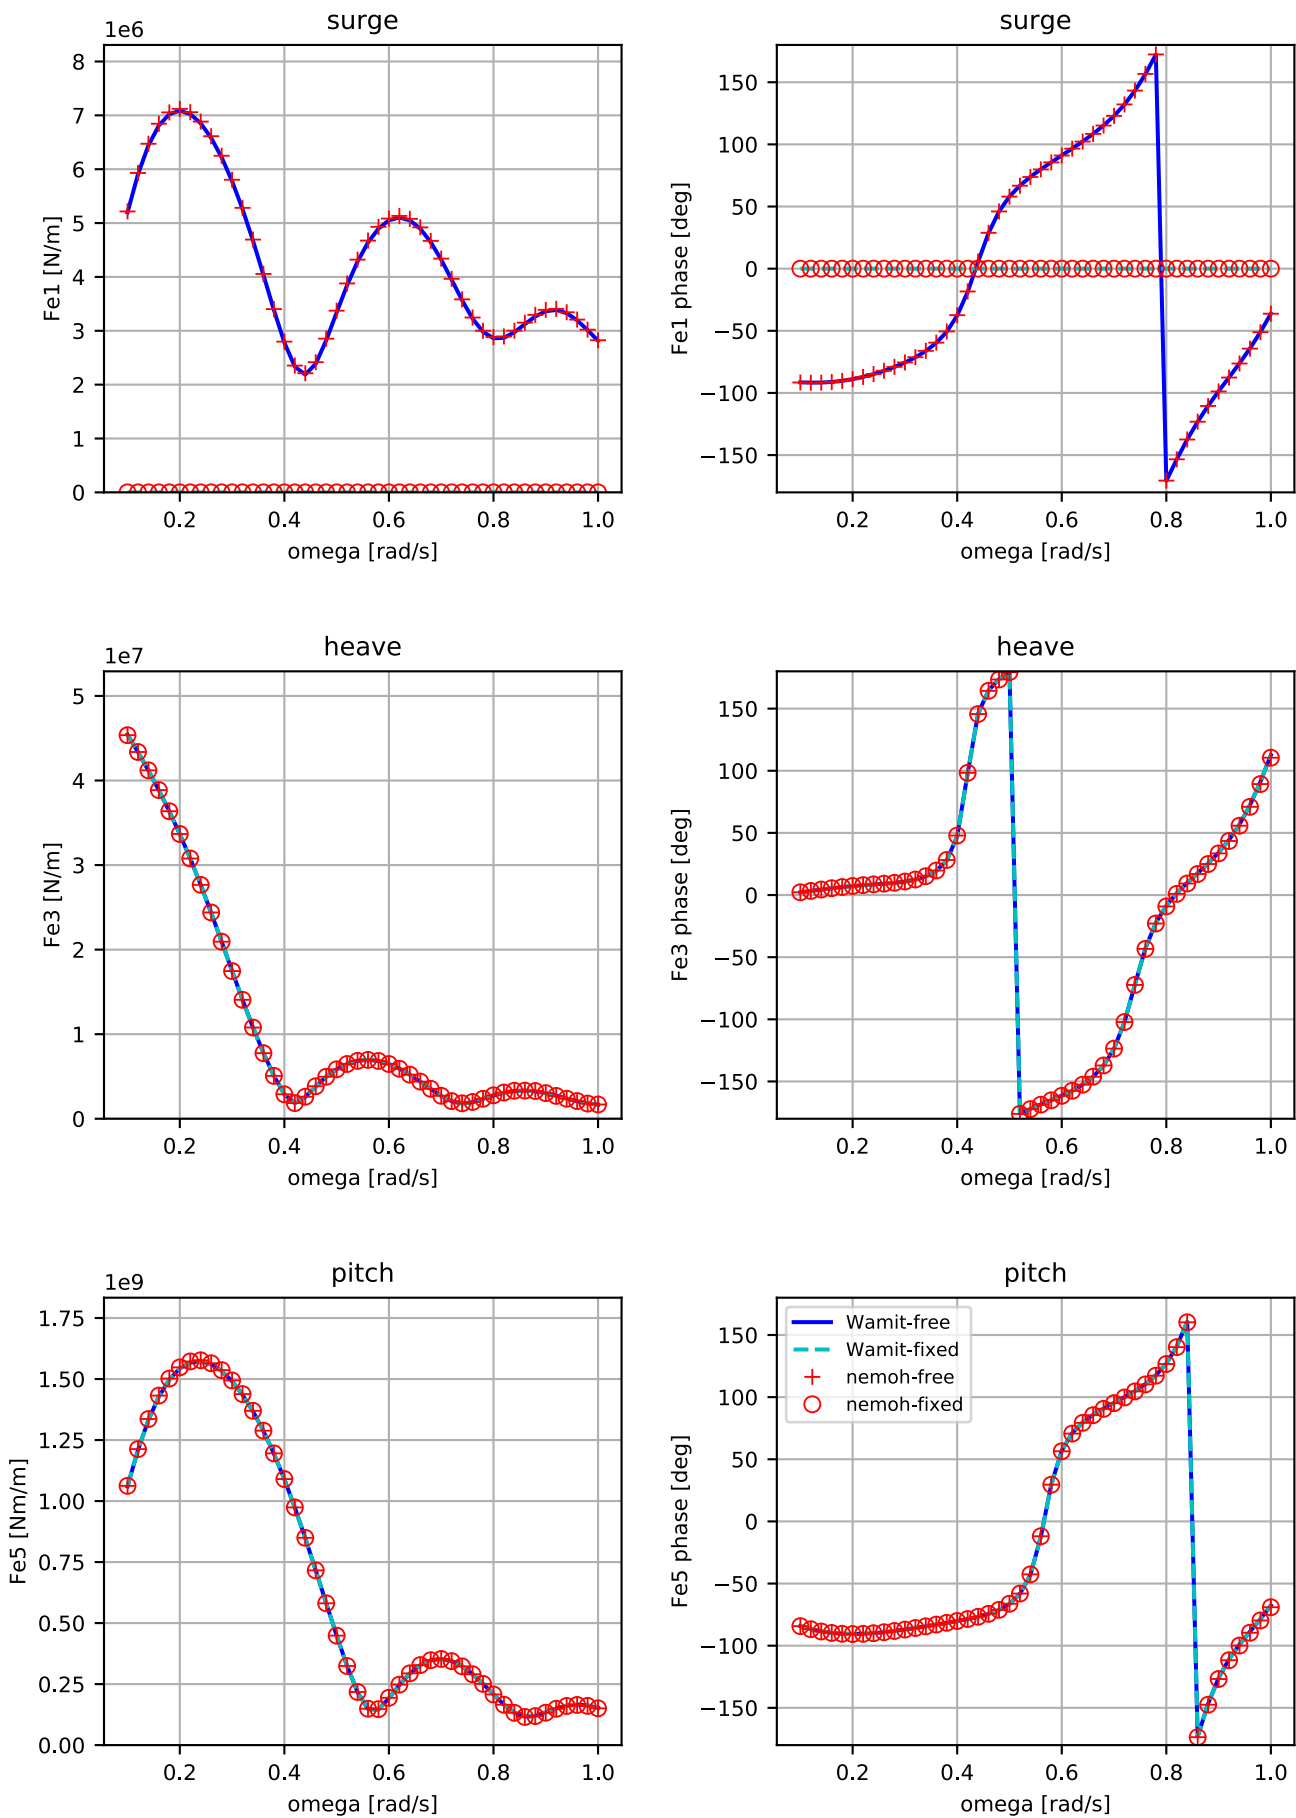 surge
1e6
8
7
6
5
4
3
2
1
0
Fe1 [N/m]
0.2 0.4 0.6 0.8 1.0
omega [rad/s]
surge
150
100
50
0
−50
−100
−150
Fe1 phase [deg]
0.2 0.4 0.6 0.8 1.0
omega [rad/s]
heave
1e7
5
4
3
2
1
0
Fe3 [N/m]
0.2 0.4 0.6 0.8 1.0
omega [rad/s]
heave
150
100
50
0
−50
−100
−150
Fe3 phase [deg]
0.2 0.4 0.6 0.8 1.0
omega [rad/s]
pitch
1e9
1.75
1.50
1.25
1.00
0.75
0.50
0.25
0.00
Fe5 [Nm/m]
0.2 0.4 0.6 0.8 1.0
omega [rad/s]
pitch
150
100
50
0
−50
−100
−150
Fe5 phase [deg]
Wamit-free
Wamit-fixed
nemoh-free
nemoh-fixed
0.2 0.4 0.6 0.8 1.0
omega [rad/s]